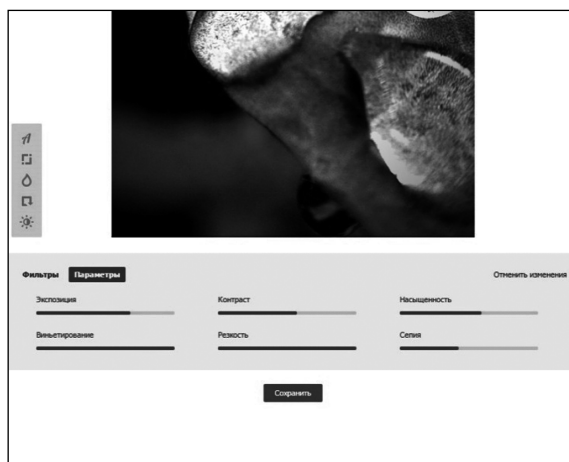 Фильтры Параметры Отменить изменения
Экспозиция Контраст Насыщенность
Виньетирование Резкость Сепия
Сохранить